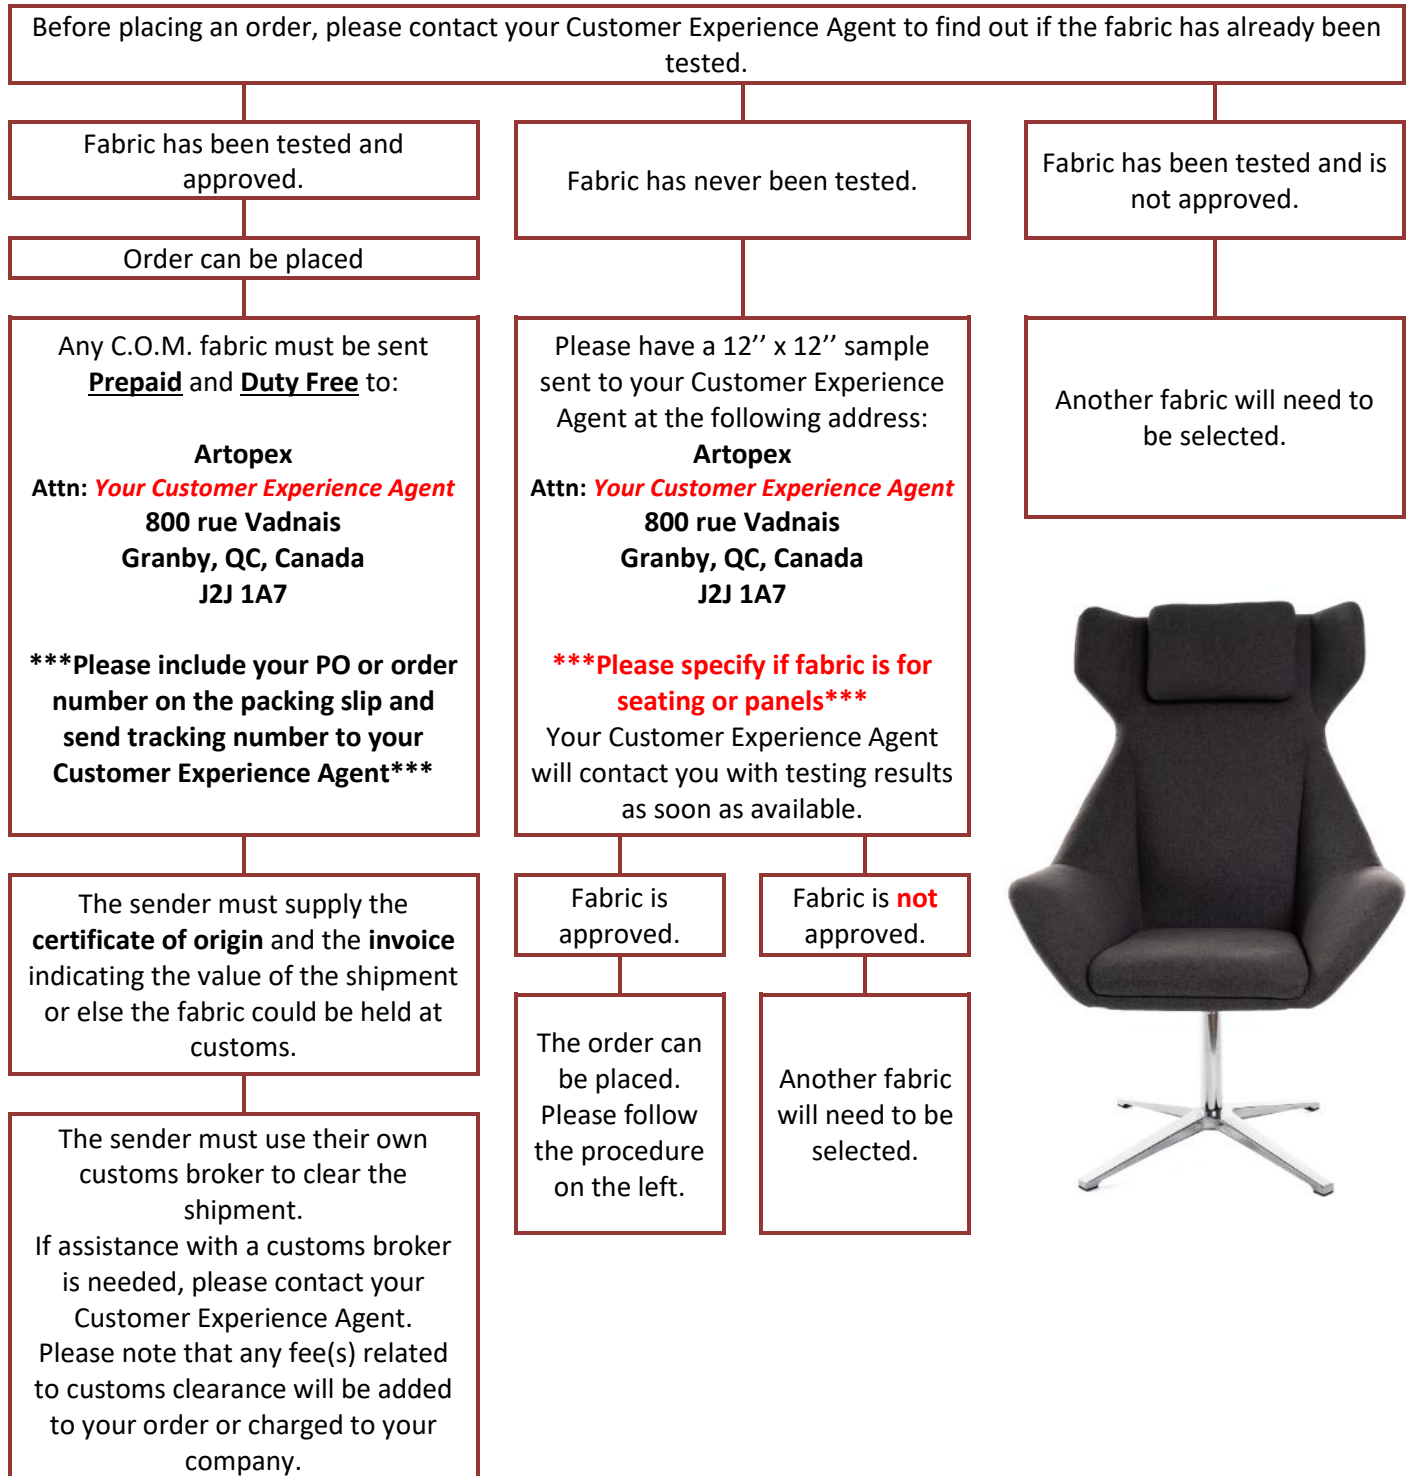 Before placing an order, please contact your Customer Experience Agent to find out if the fabric has already been
tested.
Fabric has been tested and
approved.
Order can be placed
Any C.O.M. fabric must be sent
Prepaid and Duty Free to:
Artopex
Attn: Your Customer Experience Agent
800 rue Vadnais
Granby, QC, Canada
J2J 1A7
***Please include your PO or order
number on the packing slip and
send tracking number to your
Customer Experience Agent***
The sender must supply the
certificate of origin and the invoice
indicating the value of the shipment
or else the fabric could be held at
customs.
The sender must use their own
customs broker to clear the
shipment.
If assistance with a customs broker
is needed, please contact your
Customer Experience Agent.
Please note that any fee(s) related
to customs clearance will be added
to your order or charged to your
company.
Fabric has never been tested.
Please have a 12’’ x 12’’ sample
sent to your Customer Experience
Agent at the following address:
Artopex
Attn: Your Customer Experience Agent
800 rue Vadnais
Granby, QC, Canada
J2J 1A7
***Please specify if fabric is for
seating or panels***
Your Customer Experience Agent
will contact you with testing results
as soon as available.
Fabric is
approved.
The order can
be placed.
Please follow
the procedure
on the left.
Fabric is not
approved.
Another fabric
will need to be
selected.
Fabric has been tested and is
not approved.
Another fabric will need to
be selected.